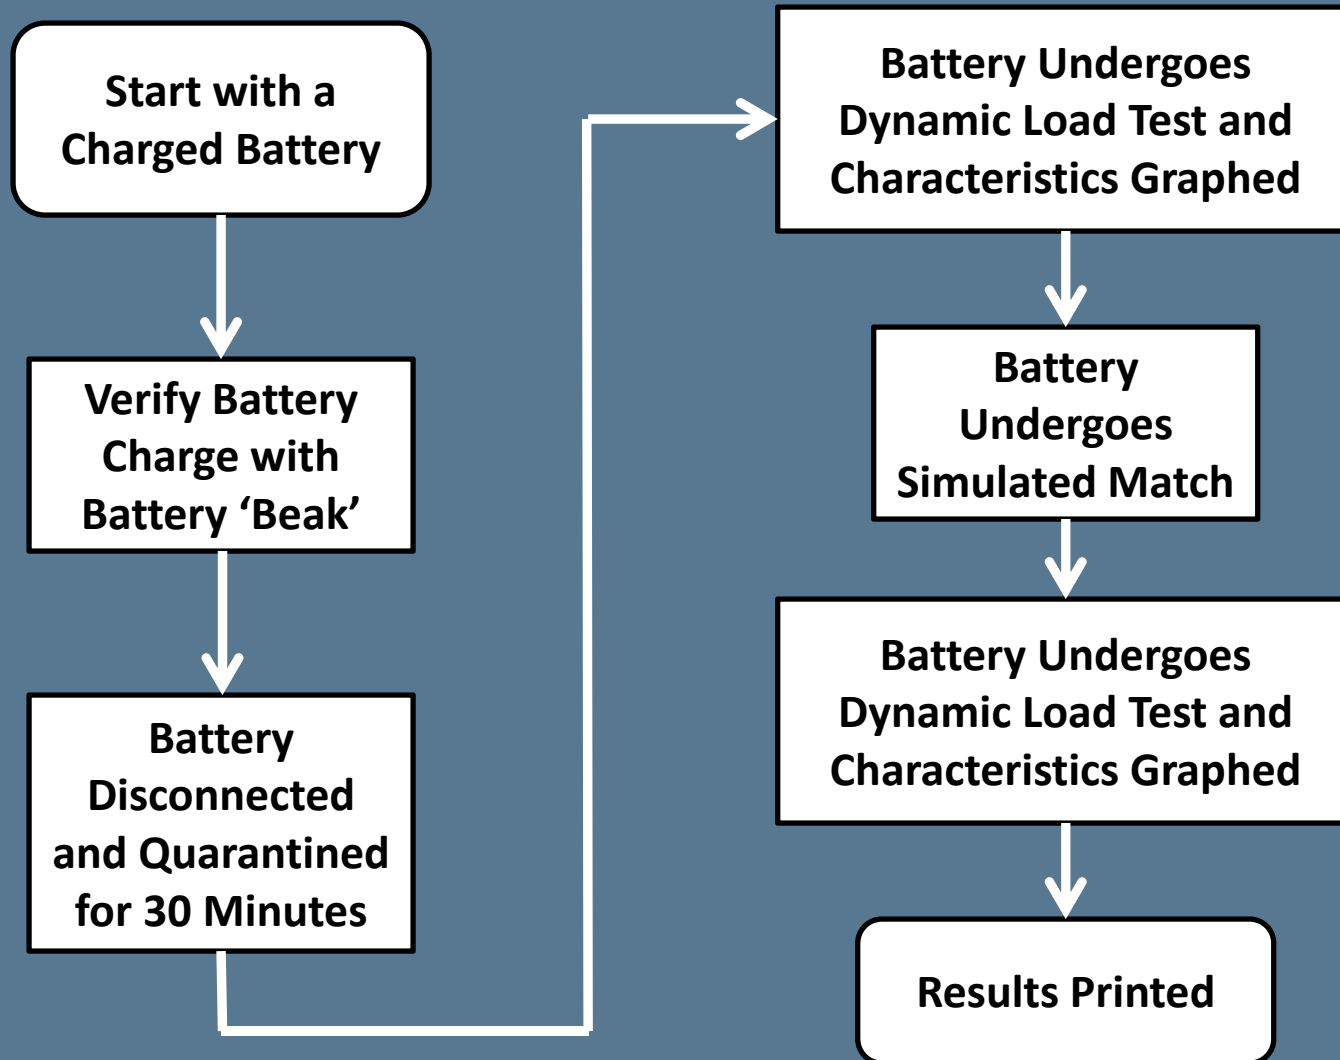 Start with a
Charged Battery
Verify Battery
Charge with
Battery ‘Beak’
Battery
Disconnected
and Quarantined
for 30 Minutes
Battery Undergoes
Dynamic Load Test and
Characteristics Graphed
Battery
Undergoes
Simulated Match
Battery Undergoes
Dynamic Load Test and
Characteristics Graphed
Results Printed